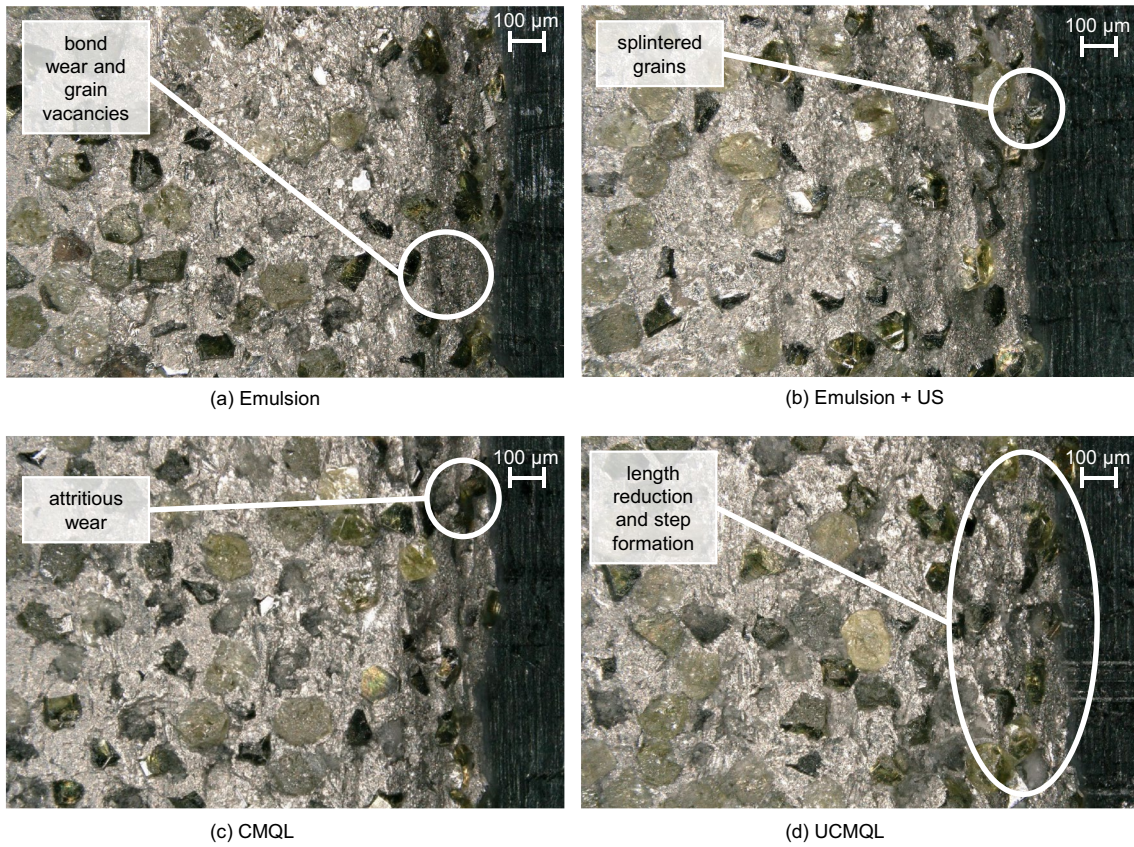 bond
wear and
grain
vacancies
100 µm
(a) Emulsion
splintered
grains
100 µm
(b) Emulsion + US
attritious
wear
100 µm
(c) CMQL
length
reduction
and step
formation
100 µm
(d) UCMQL